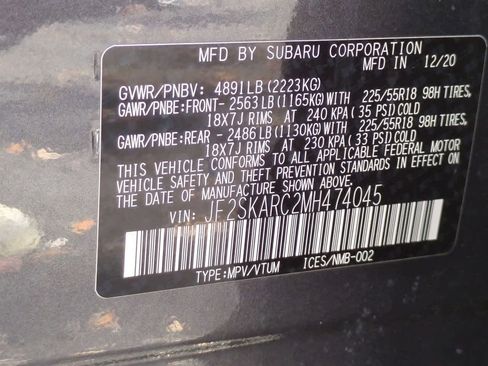 MFD BY SUBARU CORPORATION
MFD IN 12/20
GVWR/PNBV: 4891LB(2223KG)
GAWR/PNBE:FRONT-2563LB(1165KG)WITH 225/55R18 98H TIRES,
18X7J RIMS AT 240 KPA(35 PSI)COLD
GAWR/PNBE:REAR -2486LB(1130KG)WITH 225/55R18 98H TIRES,
18X7J RIMS AT 230 KPA(33 PSI)COLD
THIS VEHICLE CONFORMS TO ALL APPLICABLE FEDERAL MOTOR
VEHICLE SAFETY AND THEFT PREVENTION STANDARDS IN EFFECT ON
THE DATE OF MANUFACTURE SHOWN ABOVE.
VIN: JF2SKARC2MH474045
TYPE:MPV/VTUM ICES/NMB-002